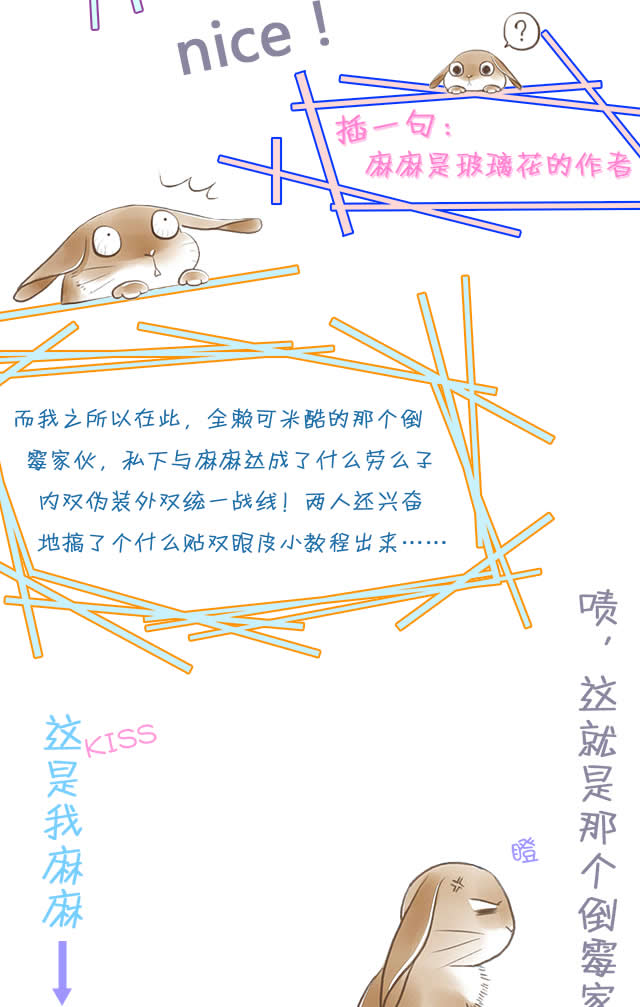 nice！
?
插一句：
麻麻是玻璃花的作者
而我之所以在此，全赖可米酷的那个倒
霉家伙，私下与麻麻达成了什么劳么子
内双伪装外双统一战线！两人还兴奋
地搞了个什么贴双眼皮小教程出来……
啧，这就是那个倒霉家
这是我麻麻
KISS
瞪